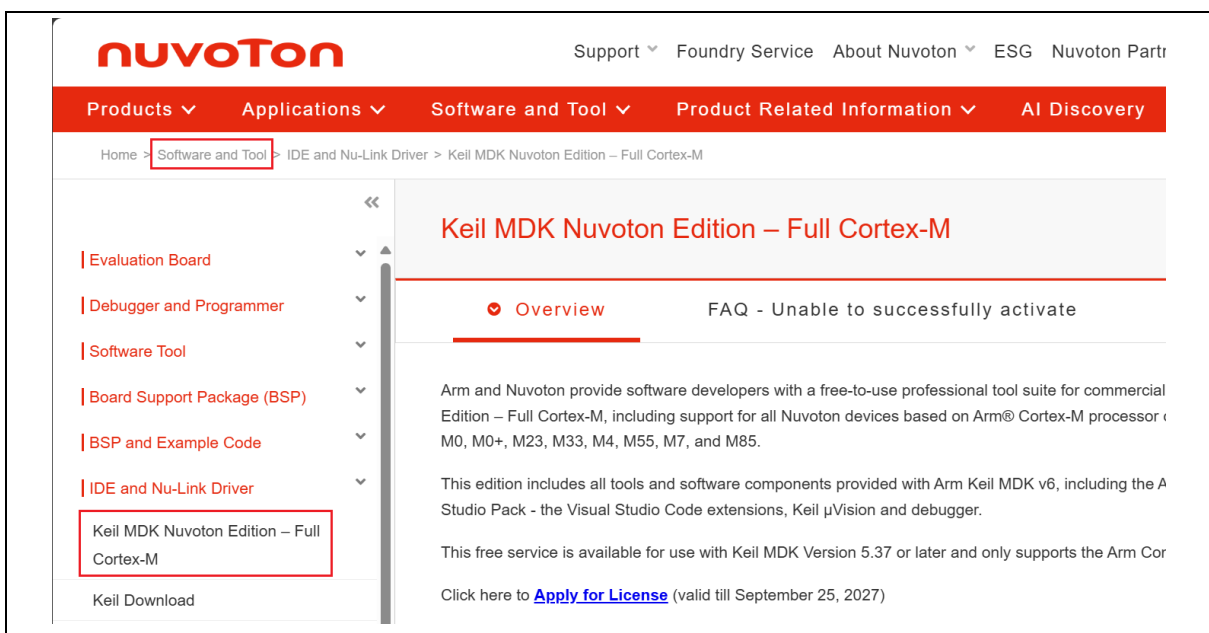 nuvoTon
Support Foundry Service About Nuvoton ESG Nuvoton Partr
Products Applications Software and Tool Product Related Information AI Discovery
Home > Software and Tool > IDE and Nu-Link Driver > Keil MDK Nuvoton Edition – Full Cortex-M
Evaluation Board
Debugger and Programmer
Software Tool
Board Support Package (BSP)
BSP and Example Code
IDE and Nu-Link Driver
Keil MDK Nuvoton Edition – Full
Cortex-M
Keil Download
Keil MDK Nuvoton Edition – Full Cortex-M
Overview FAQ - Unable to successfully activate
Arm and Nuvoton provide software developers with a free-to-use professional tool suite for commercial
Edition – Full Cortex-M, including support for all Nuvoton devices based on Arm® Cortex-M processor
M0, M0+, M23, M33, M4, M55, M7, and M85.
This edition includes all tools and software components provided with Arm Keil MDK v6, including the A
Studio Pack - the Visual Studio Code extensions, Keil µVision and debugger.
This free service is available for use with Keil MDK Version 5.37 or later and only supports the Arm Cor
Click here to Apply for License (valid till September 25, 2027)